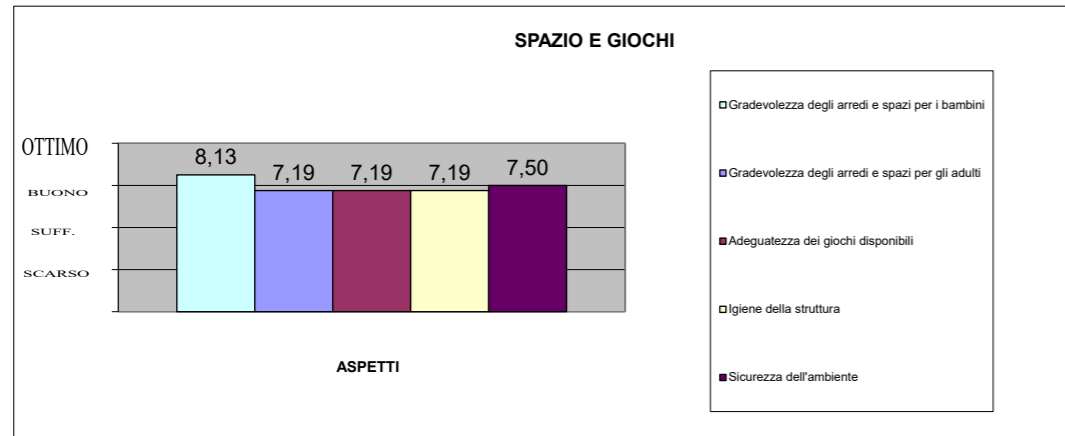 SPAZIO E GIOCHI
OTTIMO
BUONO
SUFF.
SCARSO
8,13
7,19
7,19
7,19
7,50
ASPETTI
Gradevolezza degli arredi e spazi per i bambini
Gradevolezza degli arredi e spazi per gli adulti
Adeguatezza dei giochi disponibili
Igiene della struttura
Sicurezza dell'ambiente